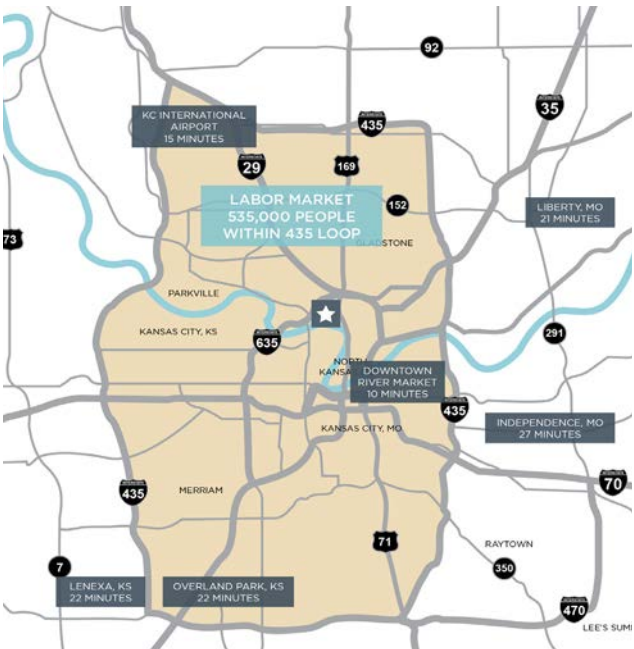 92
35
KC INTERNATIONAL
AIRPORT
15 MINUTES
435
29
169
LABOR MARKET
535,000 PEOPLE
WITHIN 435 LOOP
152
LIBERTY, MO
21 MINUTES
73
GLADSTONE
PARKVILLE
KANSAS CITY, KS
635
291
NORTH
KANSAS
DOWNTOWN
RIVER MARKET
10 MINUTES
435
INDEPENDENCE, MO
27 MINUTES
KANSAS CITY, MO
70
435
MERRIAM
71
RAYTOWN
7
350
LENEXA, KS
22 MINUTES
OVERLAND PARK, KS
22 MINUTES
470
LEE'S SUM